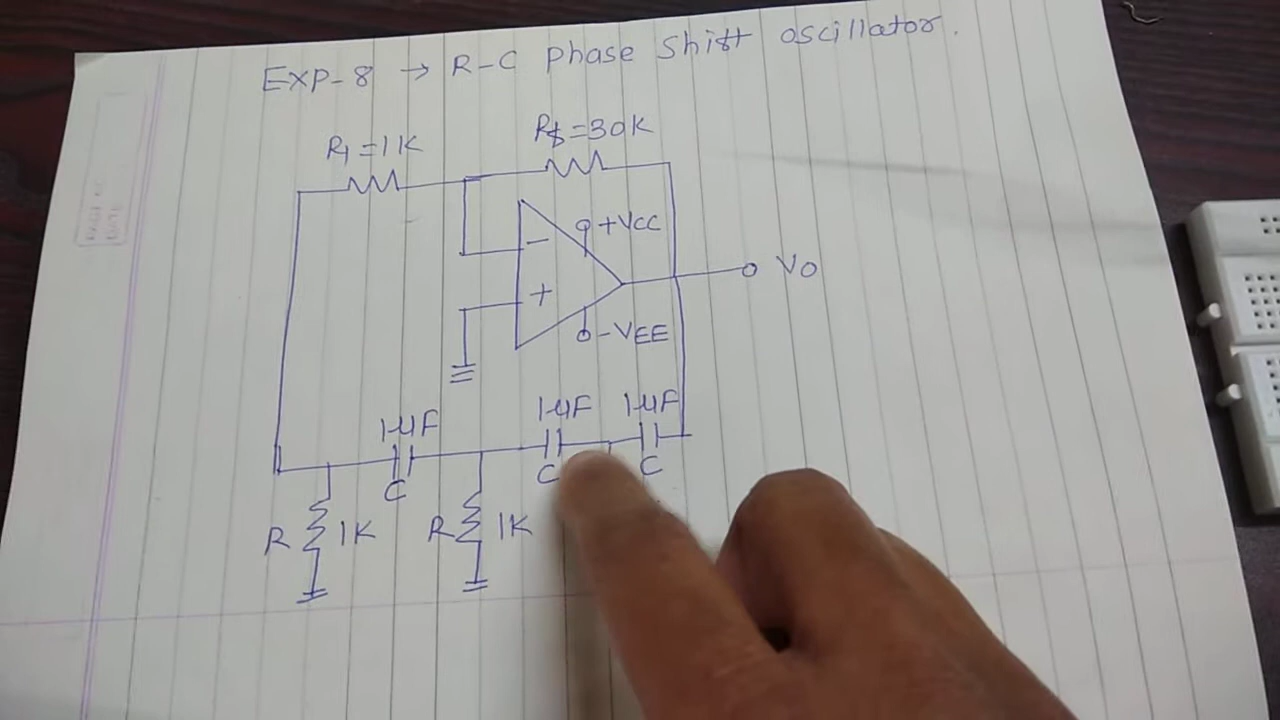 EXP-8 → R-C Phase Shift oscillator.
R1=1K
Rf=30K
-
+VCC
+
-VEE
VO
1μF
1μF
1μF
C
C
C
R
1K
R
1K